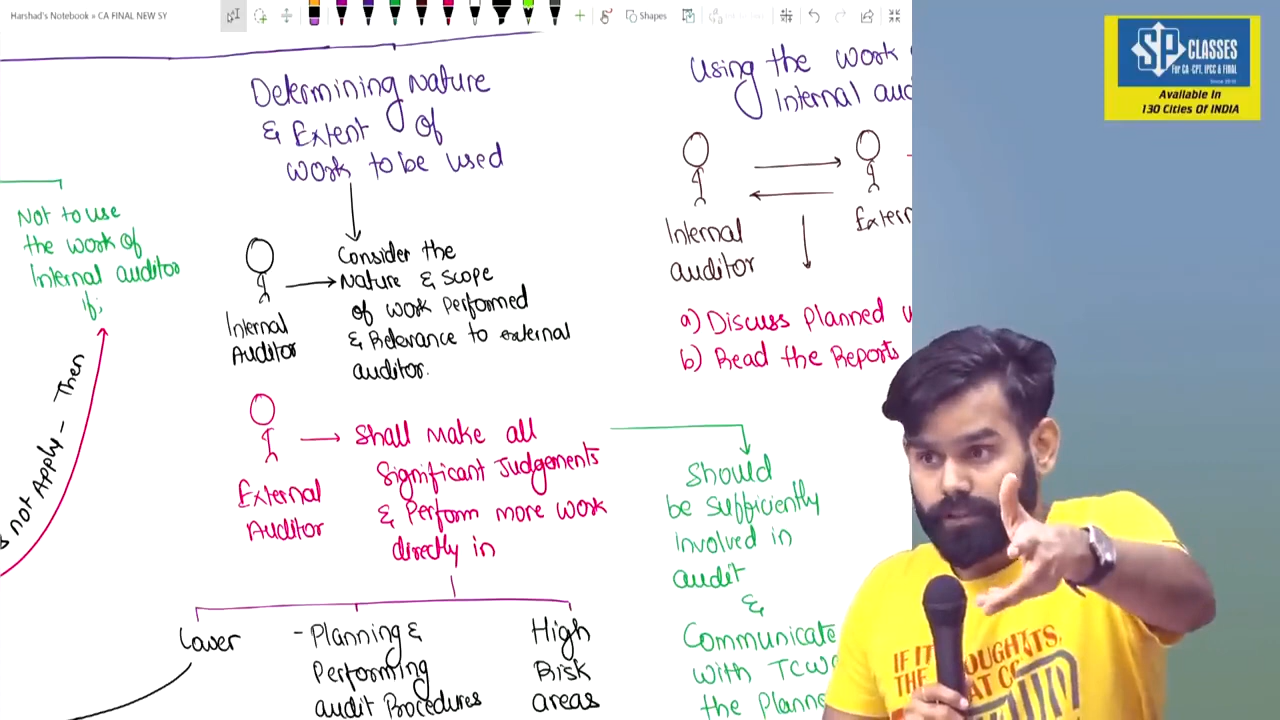 Harshad's Notebook » CA FINAL NEW SY
Shapes
SP CLASSES
For CA -CPT, IPCC & FINAL
Available In
130 Cities Of INDIA
Determining Nature
& Extent Of
Work to be used
Using the work
Internal
Not to use
the work of
Internal auditor
if;
Internal
Auditor
Consider the
Nature & Scope
Of work Performed
& Relevance to external
auditor.
Internal
auditor
a) Discuss Planned
b) Read the Reports
not Apply - Then
External
Auditor
Shall make all
Significant Judgements
& Perform more work
directly in
Should
be sufficiently
involved in
audit
&
Communicate
with
the
Lower
- Planning &
Performing
audit Procedures
High
Risk
areas
IF IT
THE